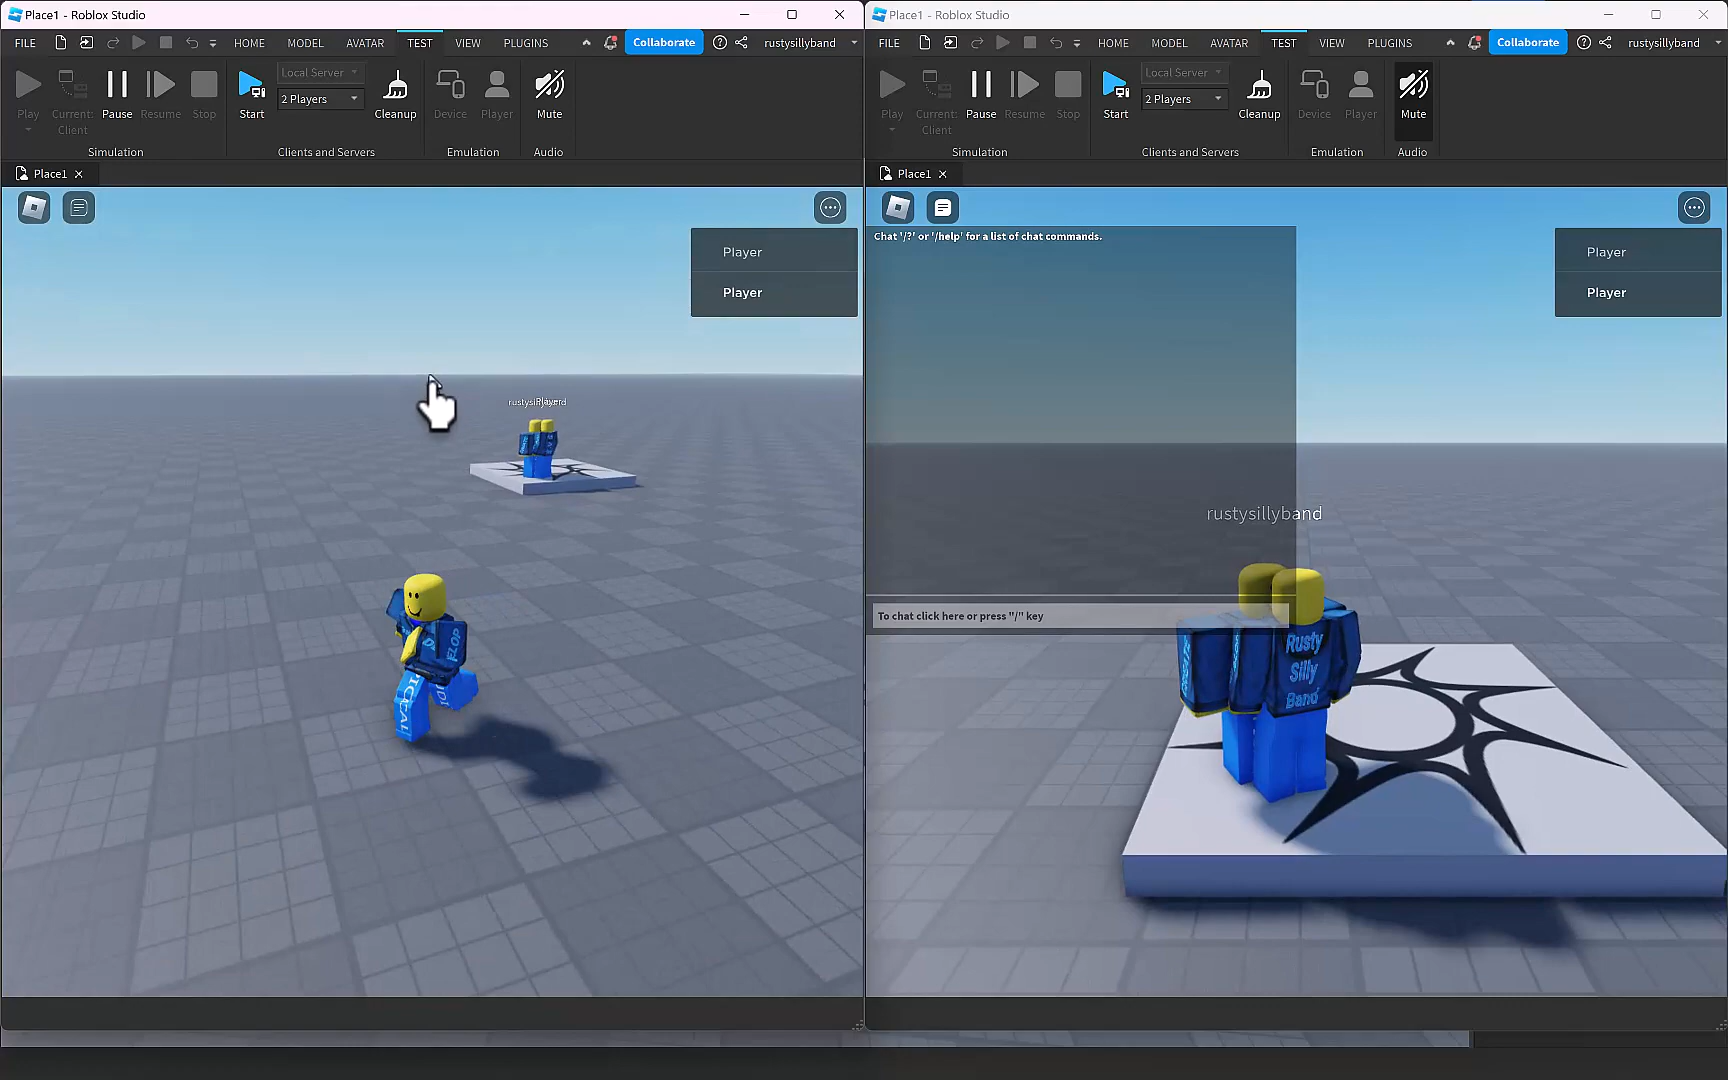 Place1 - Roblox Studio
FILE HOME MODEL AVATAR TEST VIEW PLUGINS Collaborate rustysillyband
Local Server
2 Players
Play Current: Client Pause Resume Stop Start Cleanup Device Player Mute
Simulation Clients and Servers Emulation Audio
Place1
Player
Player
rustysillyband
Player
Place1 - Roblox Studio
FILE HOME MODEL AVATAR TEST VIEW PLUGINS Collaborate rustysillyband
Local Server
2 Players
Play Current: Client Pause Resume Stop Start Cleanup Device Player Mute
Simulation Clients and Servers Emulation Audio
Place1
Chat '/?' or '/help' for a list of chat commands.
Player
Player
rustysillyband
To chat click here or press "/" key
Rusty
Silly
Band